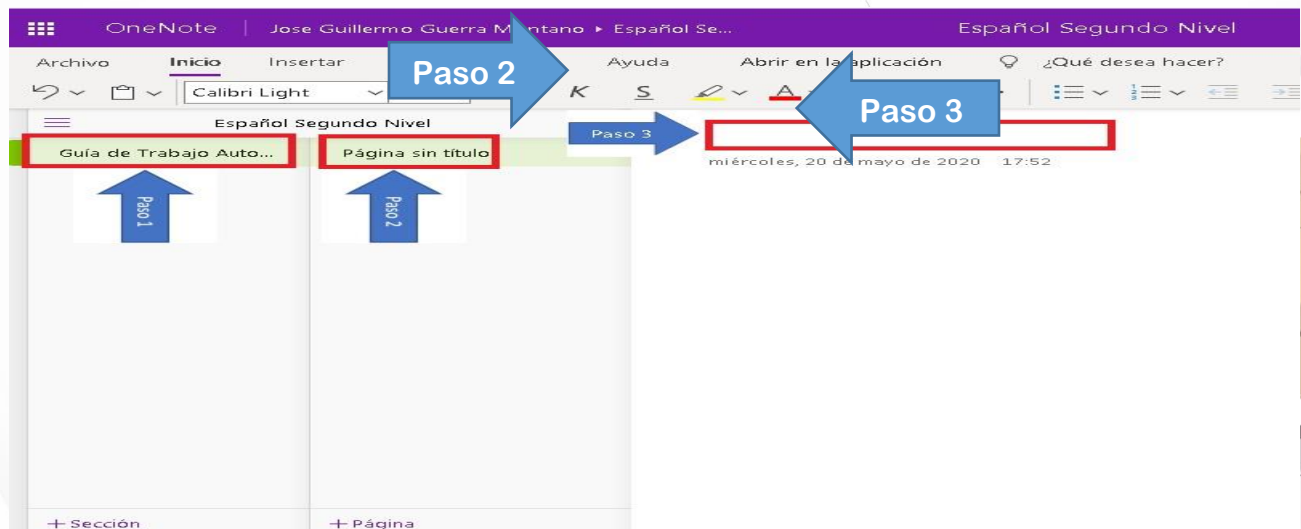 OneNote Jose Guillermo Guerra Montano ▸ Español Se... Español Segundo Nivel
Archivo Inicio Insertar Ayuda Abrir en la aplicación ¿Qué desea hacer?
Paso 2
Calibri Light K S A
Paso 3
Español Segundo Nivel
Paso 3
Guía de Trabajo Auto... Página sin título
miércoles, 20 de mayo de 2020 17:52
Paso 1
Paso 2
+ Sección + Página